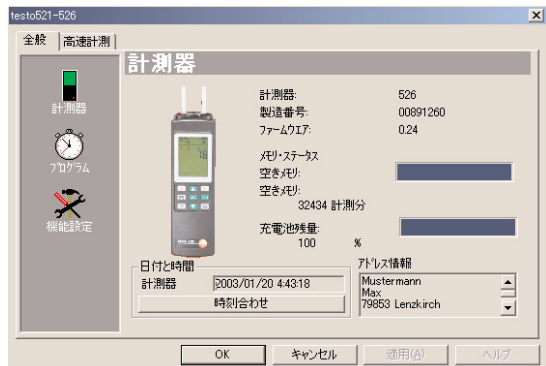 testo521-526
全般 高速計測
計測器
プログラム
機能設定
計測器
計測器: 526
製造番号: 00891260
ファームウエア: 0.24
メモリ・ステータス
空きメモリ:
空きメモリ:
32434 計測分
充電池残量:
100 %
日付と時間
計測器 2003/01/20 4:43:18
時刻合わせ
アドレス情報
Mustermann
Max
79853 Lenzkirch
OK キャンセル 適用(A) ヘルプ